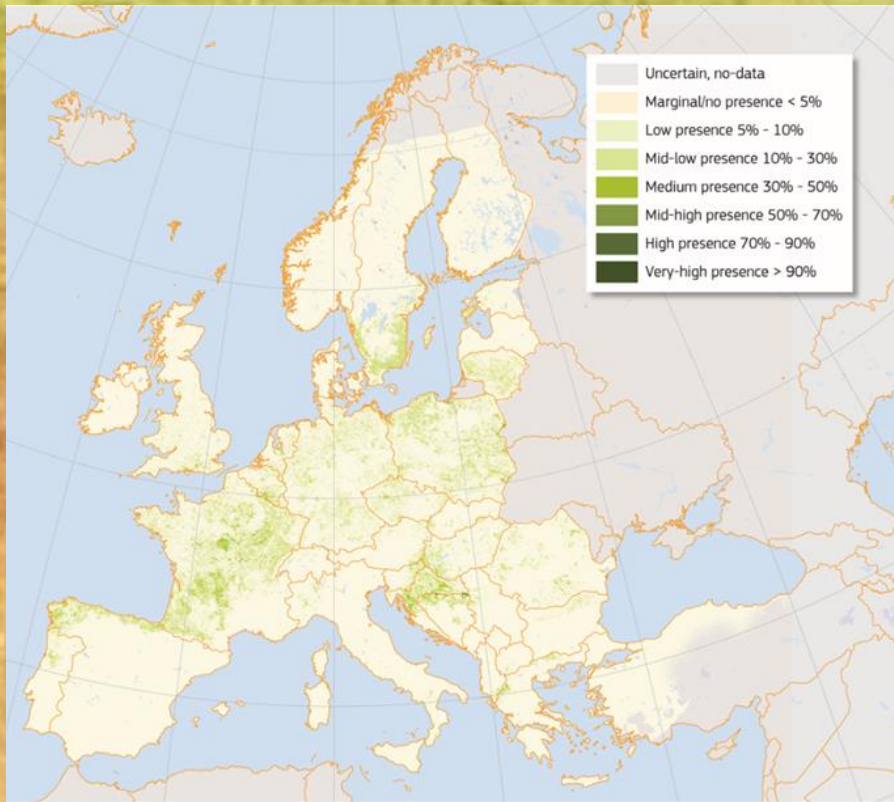 Uncertain, no-data
Marginal/no presence < 5%
Low presence 5% - 10%
Mid-low presence 10% - 30%
Medium presence 30% - 50%
Mid-high presence 50% - 70%
High presence 70% - 90%
Very-high presence > 90%